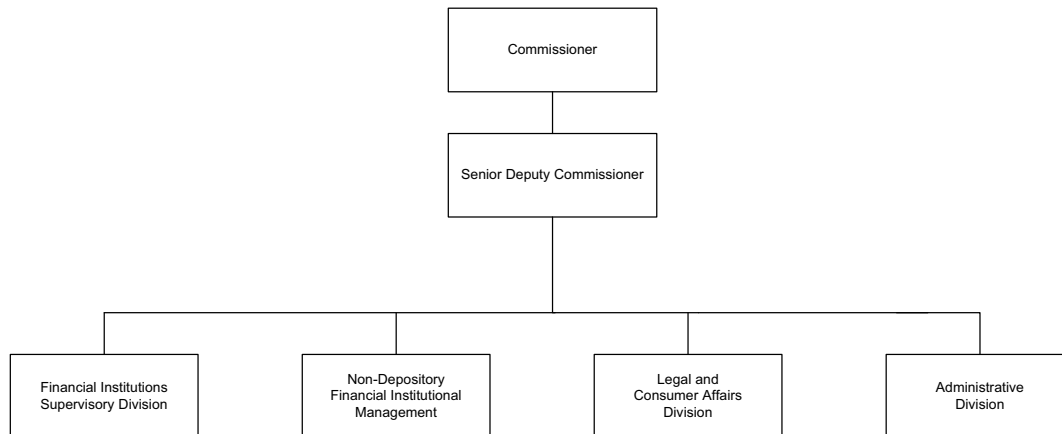 Commissioner
Senior Deputy Commissioner
Financial Institutions
Supervisory Division
Non-Depository
Financial Institutional
Management
Legal and
Consumer Affairs
Division
Administrative
Division